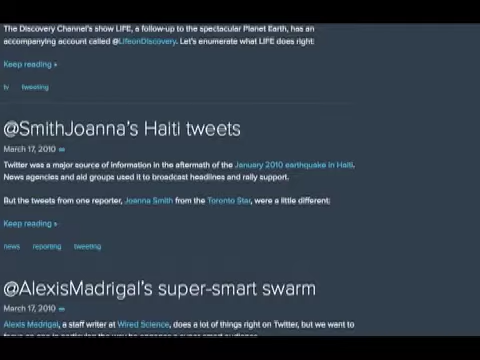 The Discovery Channel's show LIFE, a follow-up to the spectacular Planet Earth, has an
accompanying account called @LifeonDiscovery. Let's enumerate what LIFE does right:
Keep reading »
tv tweeting
@SmithJoanna's Haiti tweets
March 17, 2010 ∞
Twitter was a major source of information in the aftermath of the January 2010 earthquake in Haiti.
News agencies and aid groups used it to broadcast headlines and rally support.
But the tweets from one reporter, Joanna Smith from the Toronto Star, were a little different:
Keep reading »
news reporting tweeting
@AlexisMadrigal's super-smart swarm
March 17, 2010 ∞
Alexis Madrigal, a staff writer at Wired Science, does a lot of things right on Twitter, but we want to